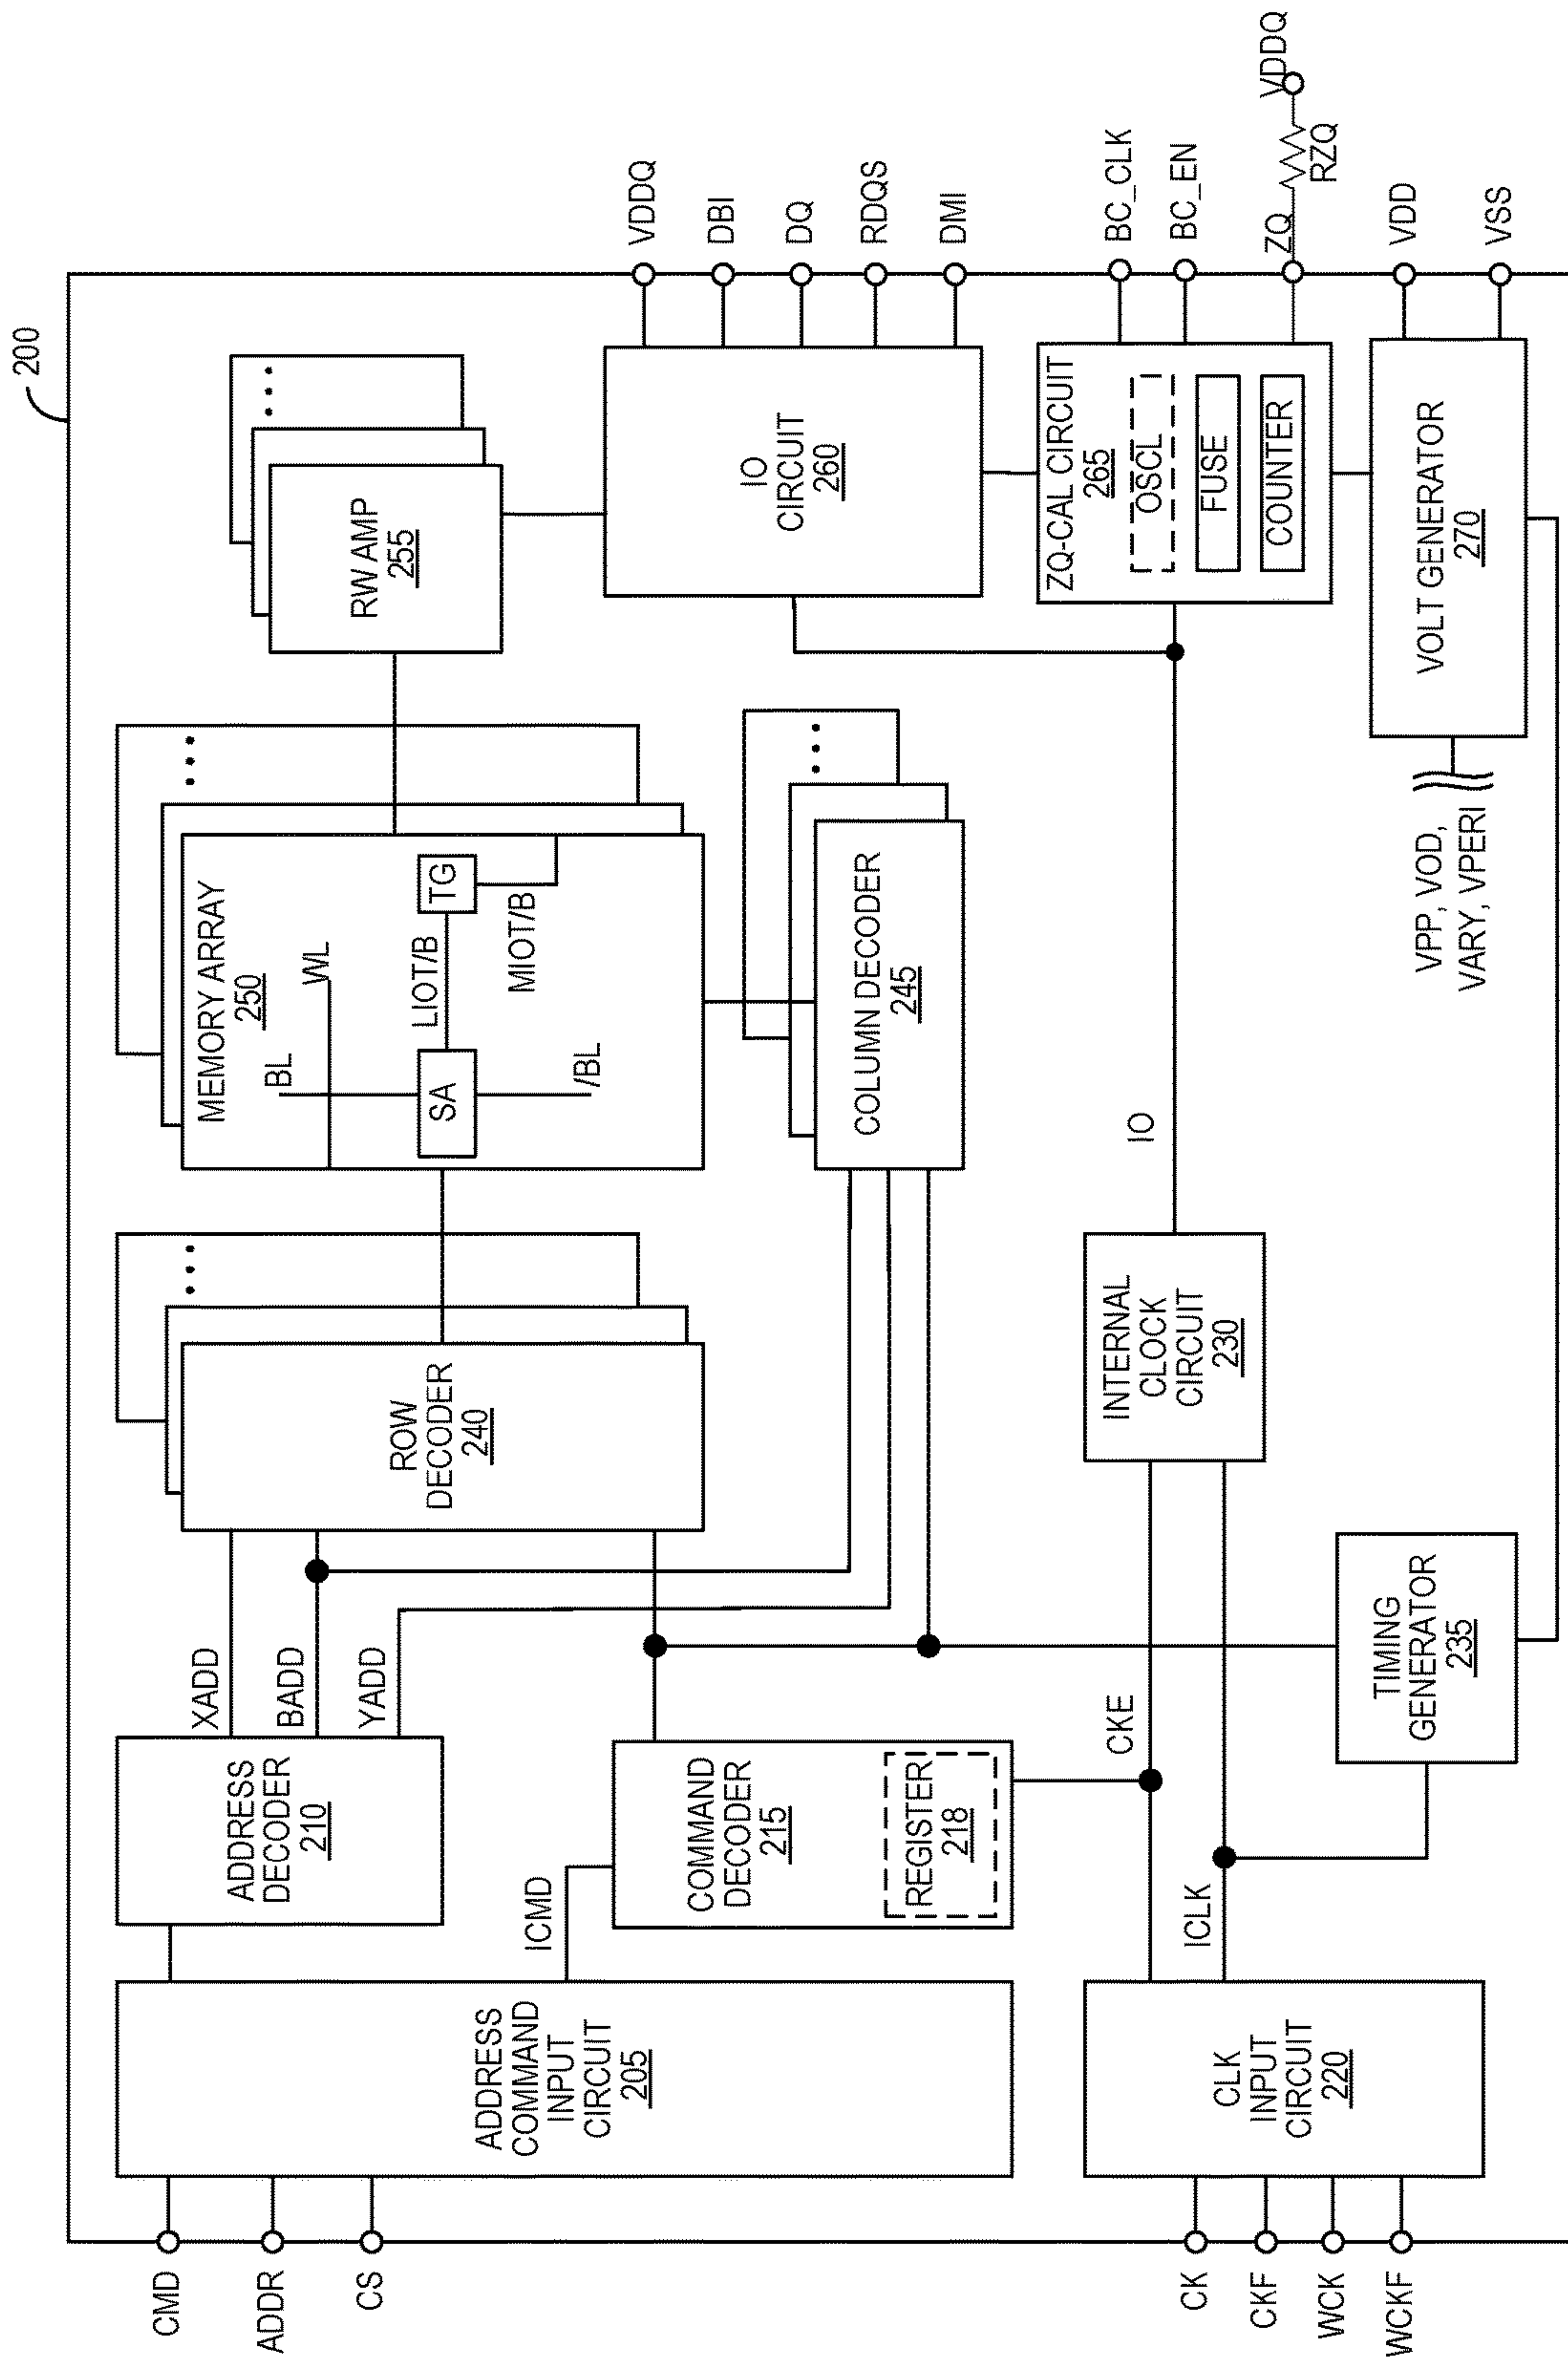 200
CMD
ADDR
CS
CK
CKF
WCK
WCKF
ADDRESS
COMMAND
INPUT
CIRCUIT
205
CLK
INPUT
CIRCUIT
220
ADDRESS
DECODER
210
ICMD
COMMAND
DECODER
215
REGISTER
218
ICLK
CKE
XADD
BADD
YADD
TIMING
GENERATOR
235
ROW
DECODER
240
...
INTERNAL
CLOCK
CIRCUIT
230
IO
MEMORY ARRAY
250
BL
WL
SA
/BL
LIOT/B
TG
MIOT/B
...
COLUMN DECODER
245
...
RW AMP
255
...
IO
CIRCUIT
260
ZQ-CAL CIRCUIT
265
OSCL
FUSE
COUNTER
VOLT GENERATOR
270
VPP, VOD,
VARY, VPERI
VDDQ
DBI
DQ
RDQS
DMI
BC_CLK
BC_EN
ZQ
RZQ
VDDQ
VDD
VSS